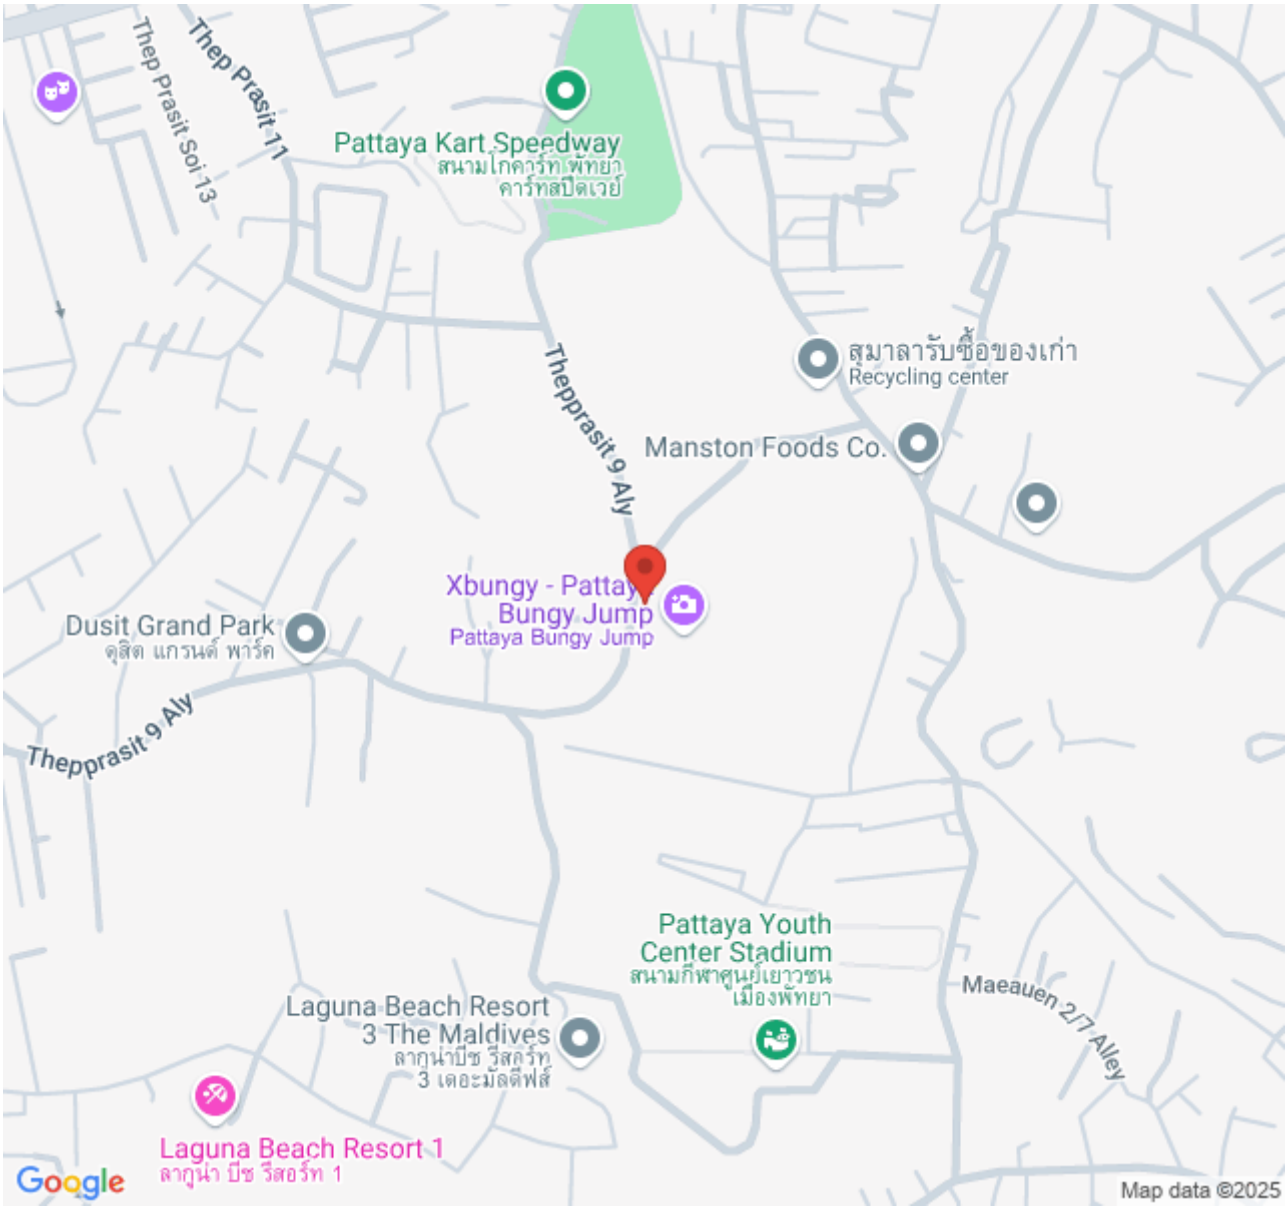 Thep Prasit Soi 13
Thep Prasit 11
Pattaya Kart Speedway
สนามโกคาร์ท พัทยา
คาร์ทสปีดเวย์
Thepprasit 9 Aly
สุมาลารับซื้อของเก่า
Recycling center
Manston Foods Co.
Xbungy - Pattaya
Bungy Jump
Pattaya Bungy Jump
Dusit Grand Park
ดุสิต แกรนด์ พาร์ค
Thepprasit 9 Aly
Pattaya Youth
Center Stadium
สนามกีฬาศูนย์เยาวชน
เมืองพัทยา
Maeauen 2/7 Alley
Laguna Beach Resort
3 The Maldives
ลากูน่าบีช รีสอร์ท
3 เดอะมัลดีฟส์
Laguna Beach Resort 1
ลากูน่า บีช รีสอร์ท 1
Google
Map data ©2025